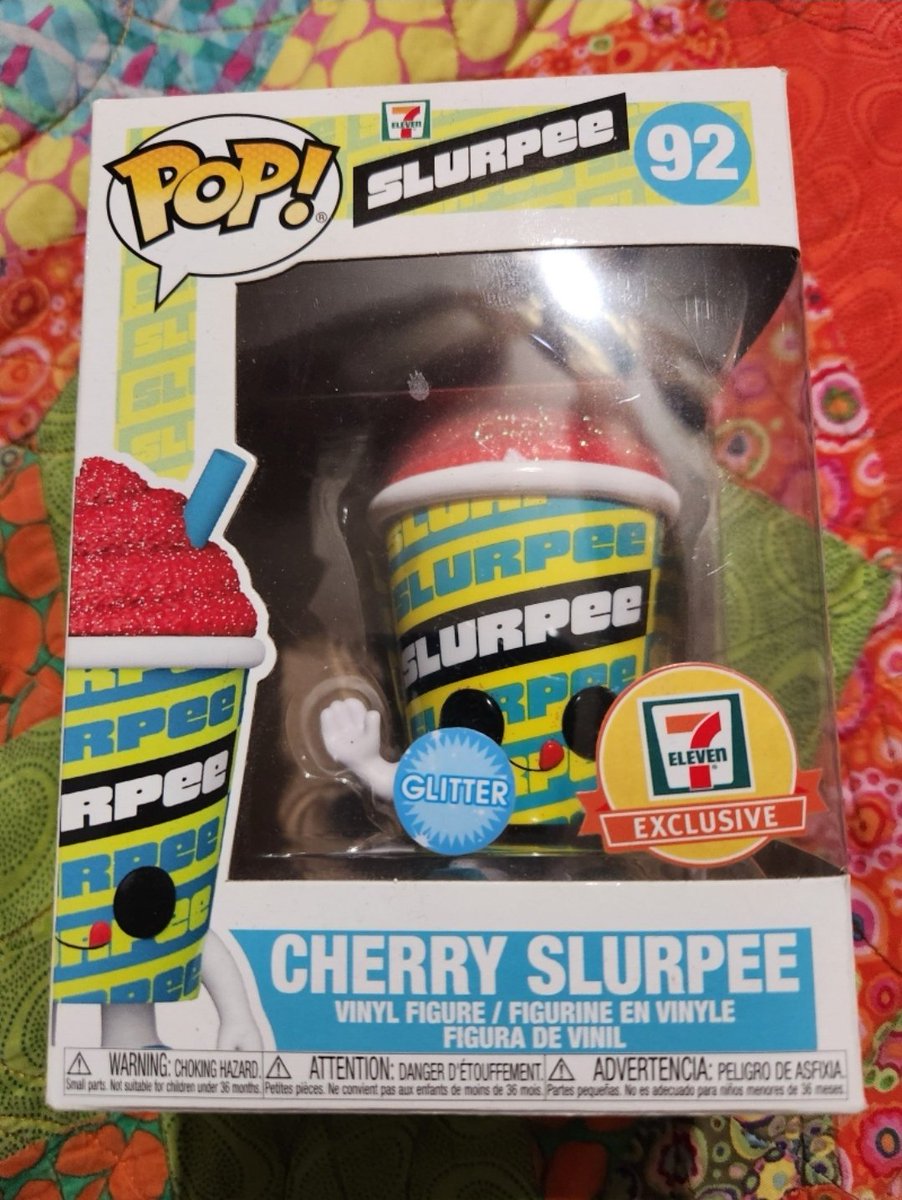 7
ELEVEN
POP!®
SLURPEE
92
SL
SL
SL
SLURPEE
SLURPEE
RPEE
RPEE
RPEE
RPEE
GLITTER
7
ELEVEN®
EXCLUSIVE
CHERRY SLURPEE
VINYL FIGURE / FIGURINE EN VINYLE
FIGURA DE VINIL
WARNING: CHOKING HAZARD.
Small parts. Not suitable for children under 36 months.
ATTENTION: DANGER D'ÉTOUFFEMENT.
Petites pièces. Ne convient pas aux enfants de moins de 36 mois.
ADVERTENCIA: PELIGRO DE ASFIXIA.
Partes pequeñas. No es adecuado para niños menores de 36 meses.